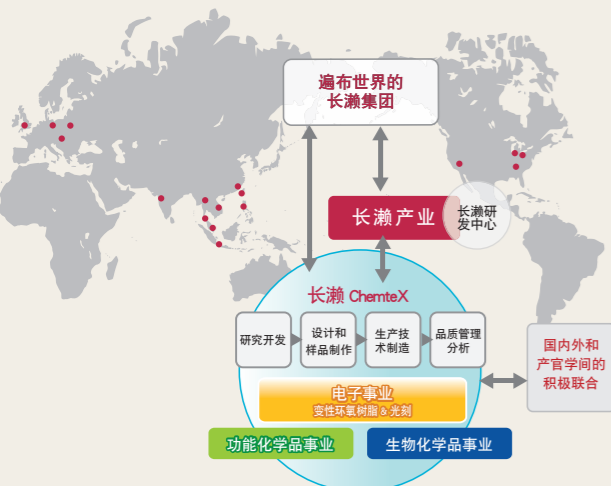 遍布世界的
长濑集团
长濑产业
长濑研
发中心
长濑 ChemteX
研究开发
设计和
样品制作
生产技
术制造
品质管理
分析
国内外和
产官学间的
积极联合
电子事业
变性环氧树脂 & 光刻
功能化学品事业
生物化学品事业